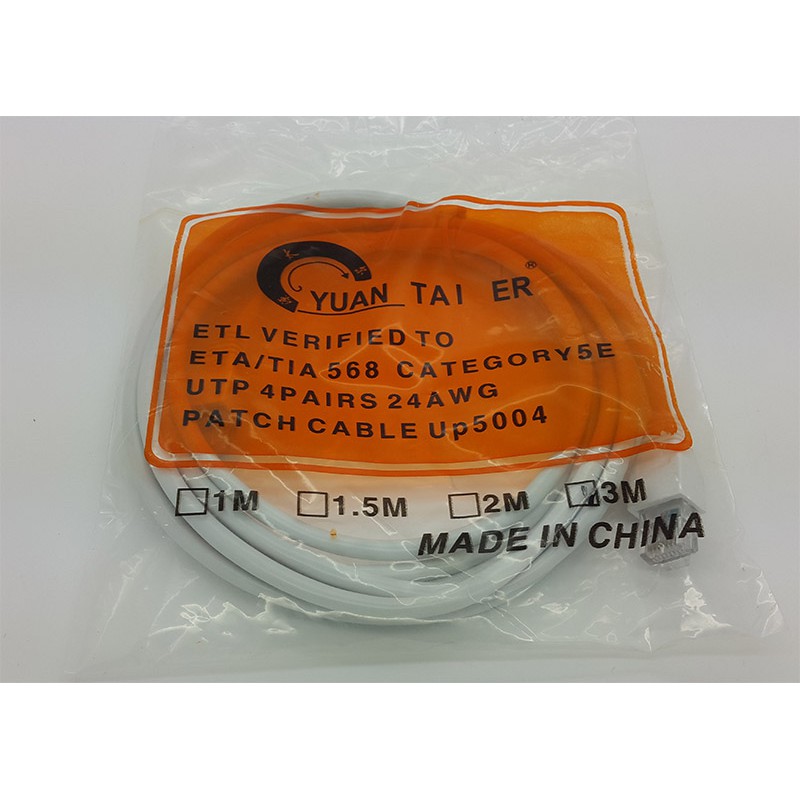 YUAN TAI ER®
ETL VERIFIED TO
ETA/TIA 568 CATEGORY5E
UTP 4PAIRS 24AWG
PATCH CABLE Up5004
1M 1.5M 2M 3M
MADE IN CHINA